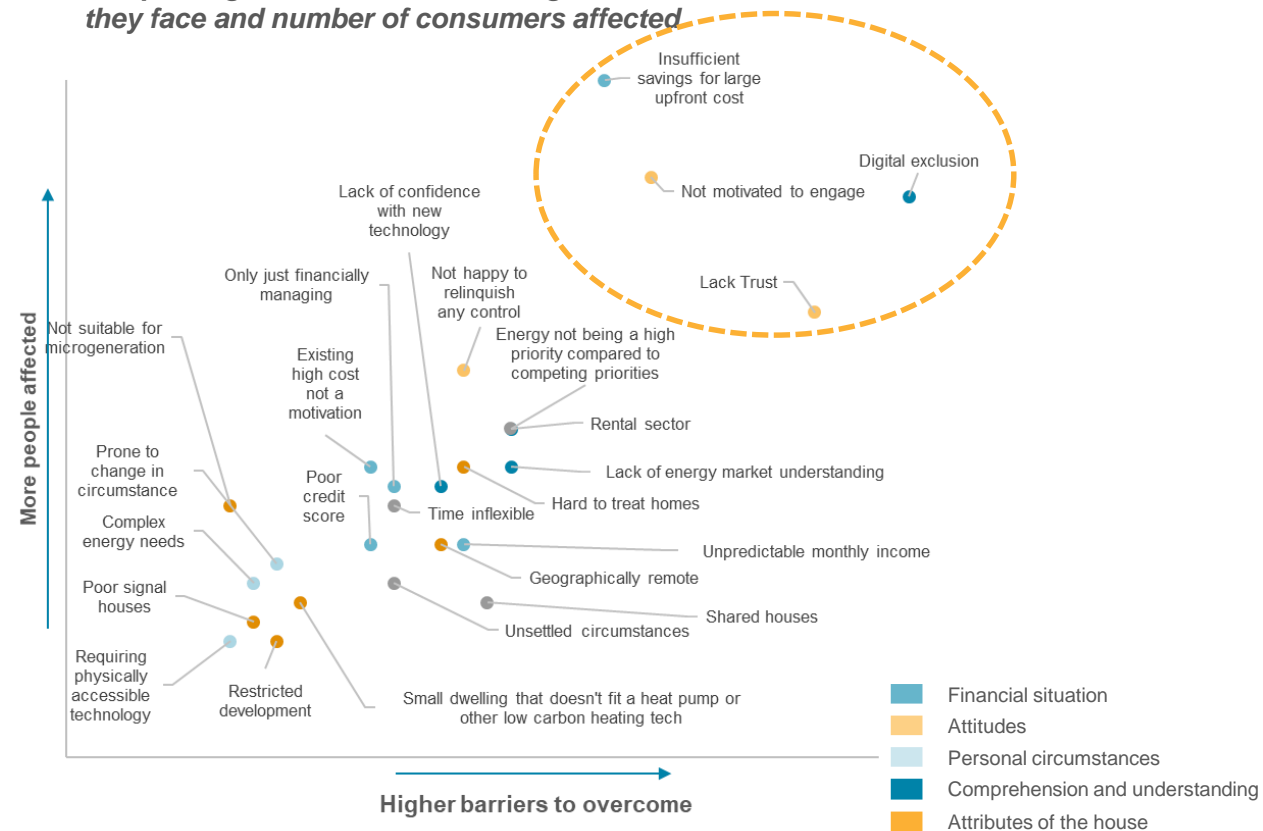 they face and number of consumers affected
Insufficient
savings for large
upfront cost
Digital exclusion
Not motivated to engage
Lack of confidence
with new
technology
Lack Trust
Only just financially
managing
Not happy to
relinquish
any control
Not suitable for
microgeneration
Energy not being a high
priority compared to
competing priorities
Existing
high cost
not a
motivation
Rental sector
Prone to
change in
circumstance
Poor
credit
score
Lack of energy market understanding
Hard to treat homes
Time inflexible
Complex
energy needs
Unpredictable monthly income
Geographically remote
Poor signal
houses
Shared houses
Unsettled circumstances
Requiring
physically
accessible
technology
Restricted
development
Small dwelling that doesn't fit a heat pump or
other low carbon heating tech
More people affected
Higher barriers to overcome
Financial situation
Attitudes
Personal circumstances
Comprehension and understanding
Attributes of the house